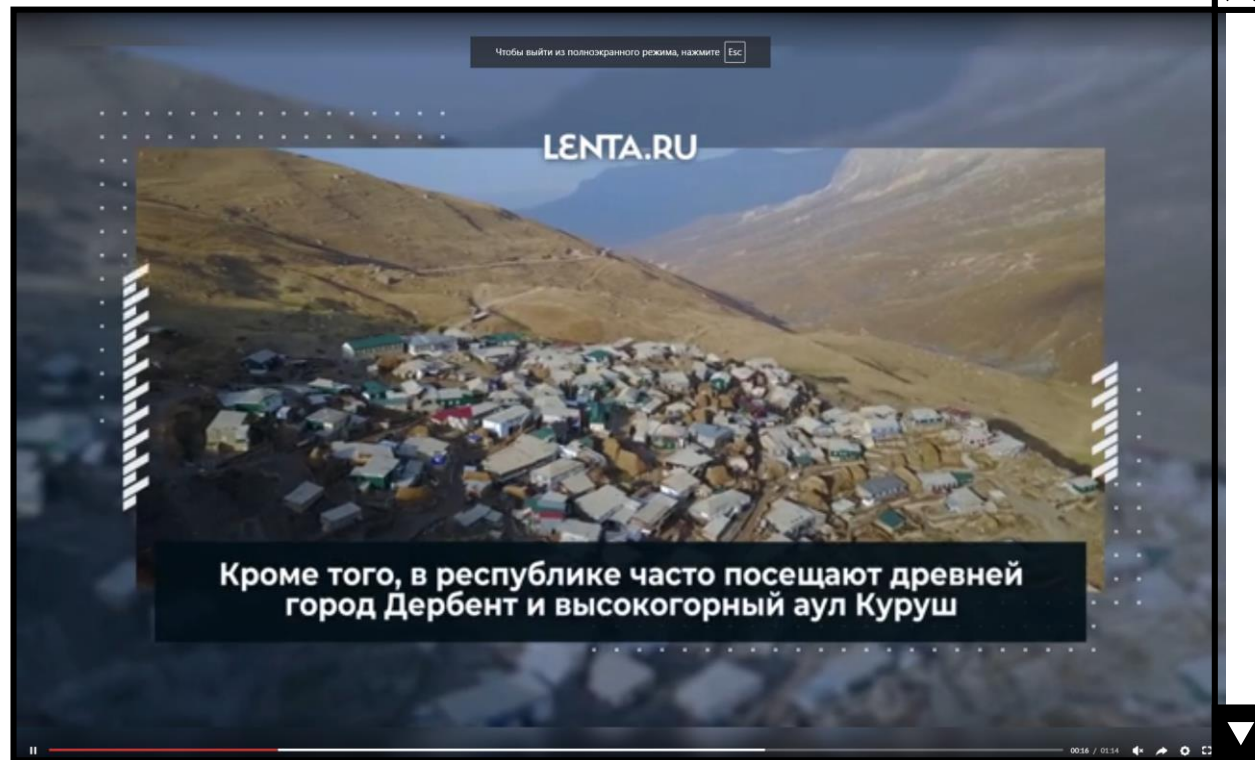 Чтобы выйти из полноэкранного режима, нажмите Esc
LENTA.RU
Кроме того, в республике часто посещают древней
город Дербент и высокогорный аул Куруш
00:16 / 01:14